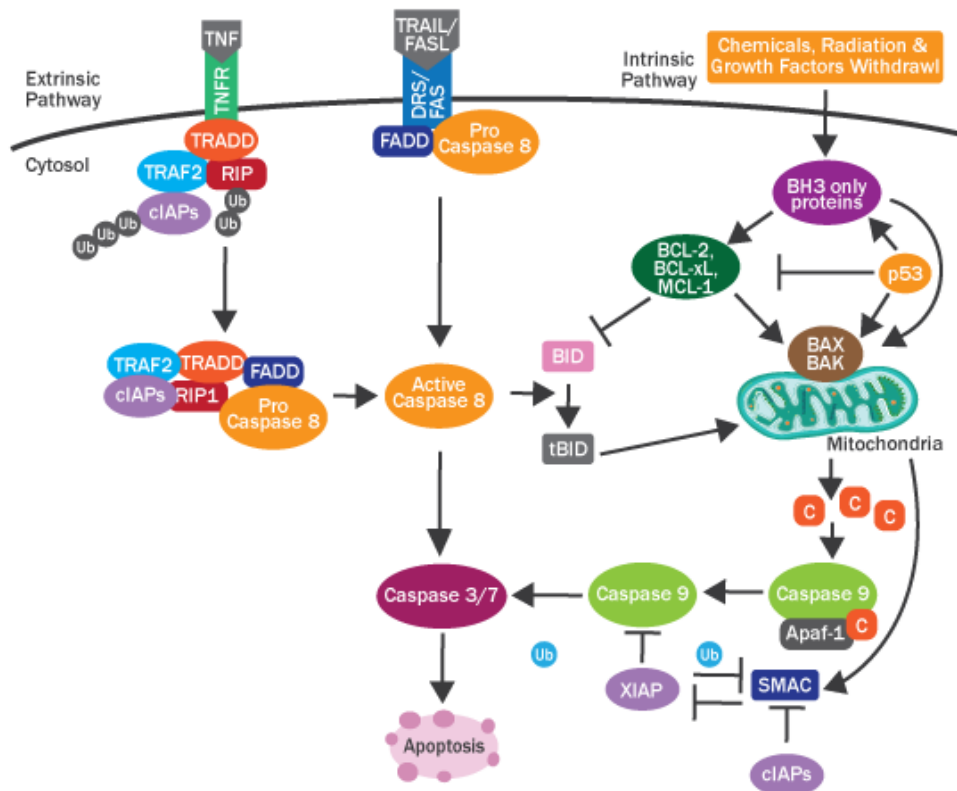 TNF
TNFR
TRAIL/
FASL
DRS/
FAS
Extrinsic
Pathway
Intrinsic
Pathway
Chemicals, Radiation &
Growth Factors Withdrawl
Cytosol
TRADD
TRAF2
RIP
cIAPs
Ub
Ub
Ub
Ub
Ub
FADD
Pro
Caspase 8
BH3 only
proteins
BCL-2,
BCL-xL,
MCL-1
p53
BAX
BAK
TRAF2
TRADD
FADD
cIAPs
RIP1
Pro
Caspase 8
Active
Caspase 8
BID
tBID
Mitochondria
C
C
C
Caspase 3/7
Caspase 9
Caspase 9
Apaf-1
C
Ub
Ub
XIAP
SMAC
Apoptosis
cIAPs